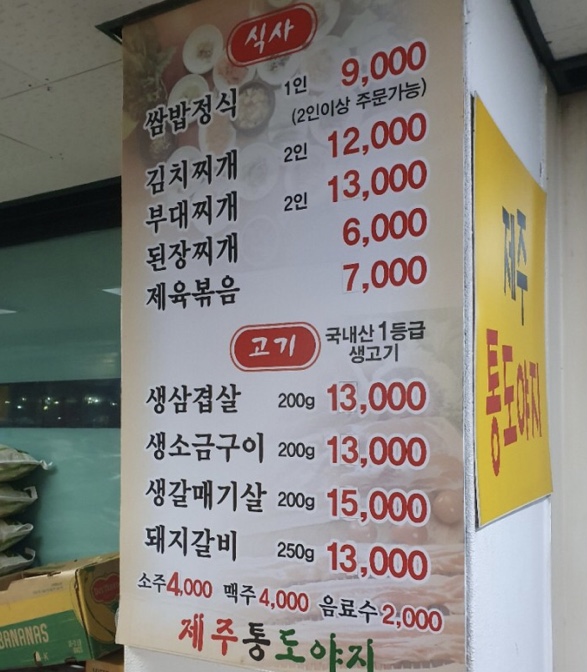 식사
쌈밥정식 1인 9,000
(2인이상 주문가능)
김치찌개 2인 12,000
부대찌개 2인 13,000
된장찌개 6,000
제육볶음 7,000
고기 국내산 1등급
생고기
생삼겹살 200g 13,000
생소금구이 200g 13,000
생갈매기살 200g 15,000
돼지갈비 250g 13,000
소주4,000 맥주4,000 음료수2,000
제주통도야지
제주
통도야지
BANANAS